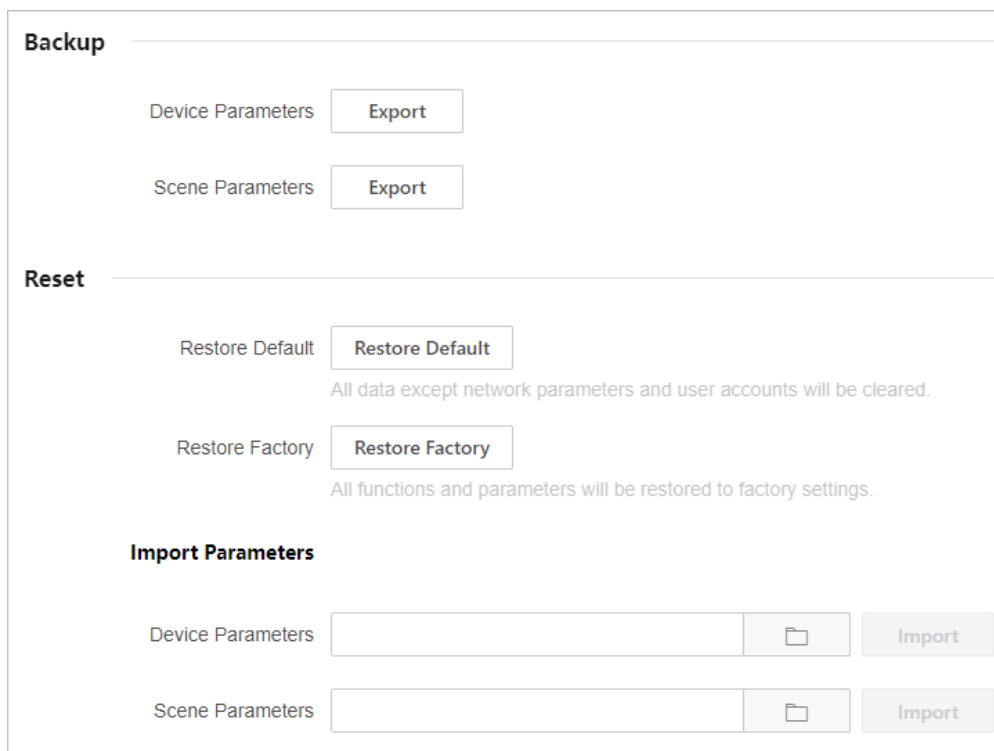 Backup
Device Parameters Export
Scene Parameters Export
Reset
Restore Default Restore Default
All data except network parameters and user accounts will be cleared.
Restore Factory Restore Factory
All functions and parameters will be restored to factory settings.
Import Parameters
Device Parameters Import
Scene Parameters Import